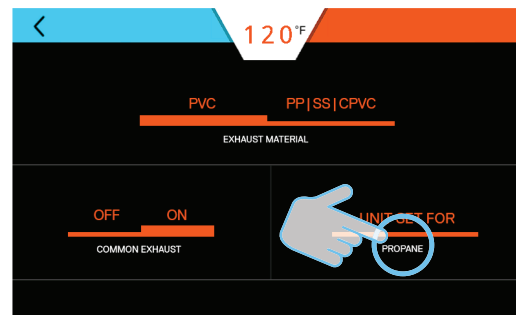 120°F
PVC PP|SS|CPVC
EXHAUST MATERIAL
OFF ON
COMMON EXHAUST
UNIT SET FOR
PROPANE